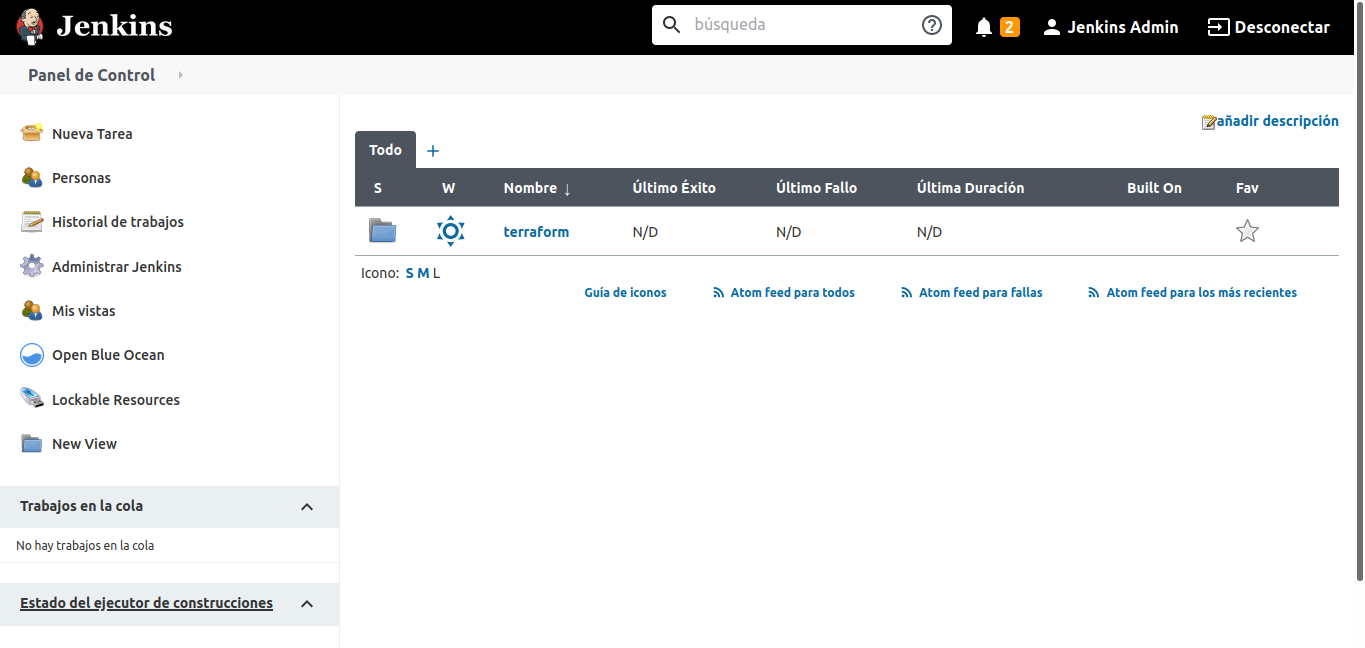 Jenkins
búsqueda
2
Jenkins Admin
Desconectar
Panel de Control
Nueva Tarea
Personas
Historial de trabajos
Administrar Jenkins
Mis vistas
Open Blue Ocean
Lockable Resources
New View
Trabajos en la cola
No hay trabajos en la cola
Estado del ejecutor de construcciones
añadir descripción
Todo +
S W Nombre ↓ Último Éxito Último Fallo Última Duración Built On Fav
terraform N/D N/D N/D
Icono: S M L
Guía de iconos Atom feed para todos Atom feed para fallas Atom feed para los más recientes